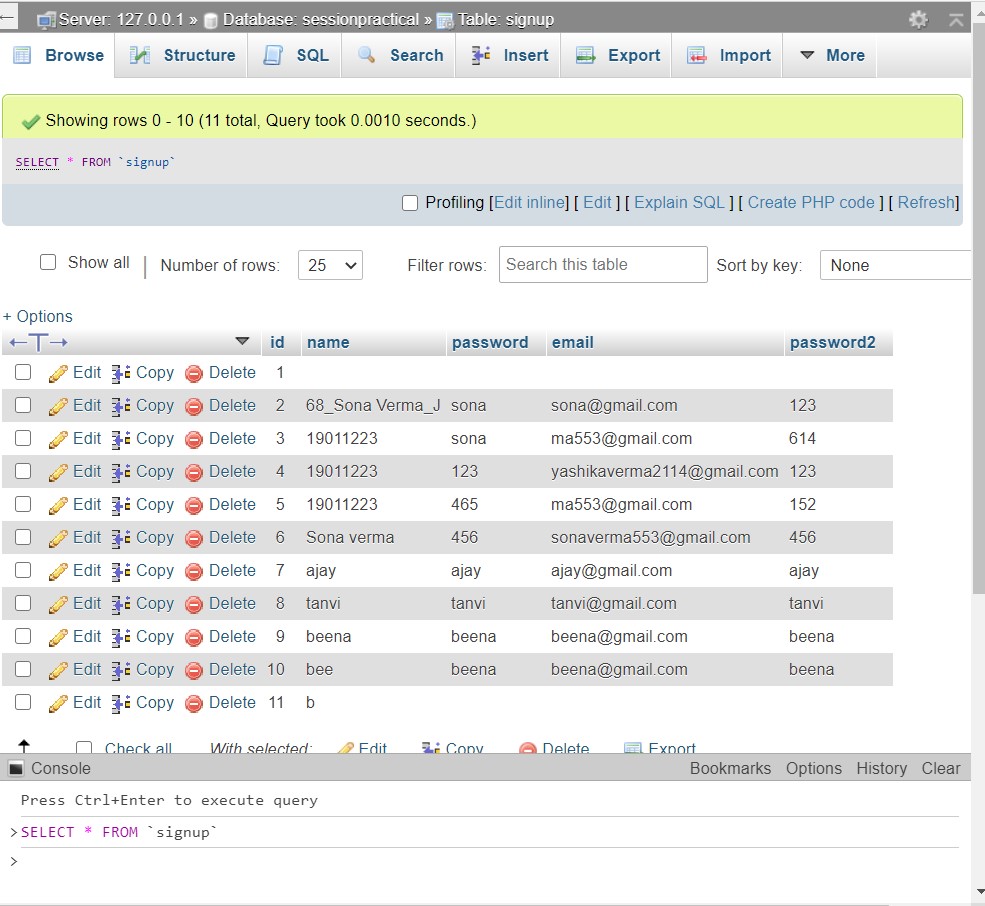 Server: 127.0.0.1 » Database: sessionpractical » Table: signup
Browse Structure SQL Search Insert Export Import More
Showing rows 0 - 10 (11 total, Query took 0.0010 seconds.)
SELECT * FROM `signup`
Profiling [Edit inline] [ Edit ] [ Explain SQL ] [ Create PHP code ] [ Refresh]
Show all | Number of rows: 25 Filter rows: Search this table Sort by key: None
+ Options
←T→ id name password email password2
Edit Copy Delete 1
Edit Copy Delete 2 68_Sona Verma_J sona sona@gmail.com 123
Edit Copy Delete 3 19011223 sona ma553@gmail.com 614
Edit Copy Delete 4 19011223 123 yashikaverma2114@gmail.com 123
Edit Copy Delete 5 19011223 465 ma553@gmail.com 152
Edit Copy Delete 6 Sona verma 456 sonaverma553@gmail.com 456
Edit Copy Delete 7 ajay ajay ajay@gmail.com ajay
Edit Copy Delete 8 tanvi tanvi tanvi@gmail.com tanvi
Edit Copy Delete 9 beena beena beena@gmail.com beena
Edit Copy Delete 10 bee beena beena@gmail.com beena
Edit Copy Delete 11 b
Check all With selected: Edit Copy Delete Export
Console Bookmarks Options History Clear
Press Ctrl+Enter to execute query
>SELECT * FROM `signup`
>